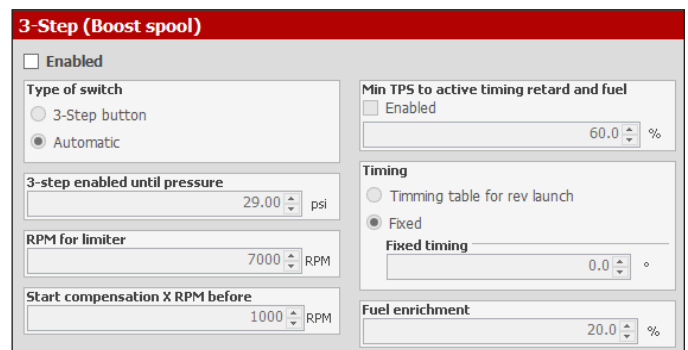 3-Step (Boost spool)
Enabled
Type of switch
3-Step button
Automatic
3-step enabled until pressure
29.00 psi
RPM for limiter
7000 RPM
Start compensation X RPM before
1000 RPM
Min TPS to active timing retard and fuel
Enabled
60.0 %
Timing
Timming table for rev launch
Fixed
Fixed timing
0.0 °
Fuel enrichment
20.0 %